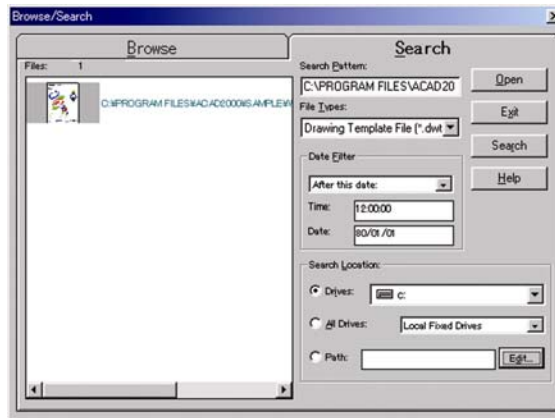 Browse/Search
Browse
Search
Files: 1
C:¥PROGRAM FILES¥ACAD2000¥SAMPLE¥W
Search Pattern:
C:\PROGRAM FILES\ACAD20
File Types:
Drawing Template File (*.dwt
Date Filter
After this date:
Time: 12:00:00
Date: 80/01/01
Search Location:
Drives: c:
All Drives: Local Fixed Drives
Path: Edit...
Open
Exit
Search
Help